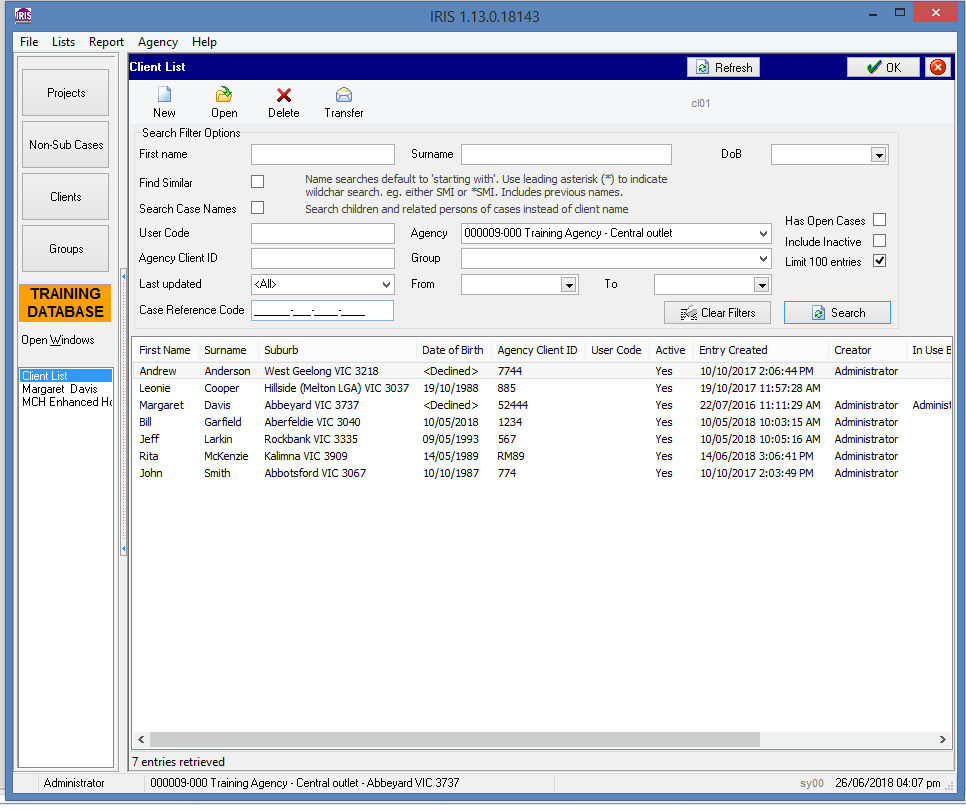 IRIS
IRIS 1.13.0.18143
File Lists Report Agency Help
Projects
Non-Sub Cases
Clients
Groups
TRAINING
DATABASE
Open Windows
Client List
Margaret Davis
MCH Enhanced Ho
Client List Refresh OK
New Open Delete Transfer cl01
Search Filter Options
First name Surname DoB
Find Similar Name searches default to 'starting with'. Use leading asterisk (*) to indicate
wildchar search. eg. either SMI or *SMI. Includes previous names.
Search Case Names Search children and related persons of cases instead of client name
Has Open Cases
User Code Agency 000009-000 Training Agency - Central outlet
Include Inactive
Agency Client ID Group Limit 100 entries
Last updated <All> From To
Case Reference Code ______-___-____-____ Clear Filters Search
First Name Surname Suburb Date of Birth Agency Client ID User Code Active Entry Created Creator In Use B
Andrew Anderson West Geelong VIC 3218 <Declined> 7744 Yes 10/10/2017 2:06:44 PM Administrator
Leonie Cooper Hillside (Melton LGA) VIC 3037 19/10/1988 885 Yes 19/10/2017 11:57:28 AM
Margaret Davis Abbeyard VIC 3737 <Declined> 52444 Yes 22/07/2016 11:11:29 AM Administrator Administ
Bill Garfield Aberfeldie VIC 3040 10/05/2018 1234 Yes 10/05/2018 10:03:15 AM Administrator
Jeff Larkin Rockbank VIC 3335 09/05/1993 567 Yes 10/05/2018 10:05:16 AM Administrator
Rita McKenzie Kalimna VIC 3909 14/05/1989 RM89 Yes 14/06/2018 3:06:41 PM Administrator
John Smith Abbotsford VIC 3067 10/10/1987 774 Yes 10/10/2017 2:03:49 PM Administrator
7 entries retrieved
Administrator 000009-000 Training Agency - Central outlet - Abbeyard VIC 3737 sy00 26/06/2018 04:07 pm